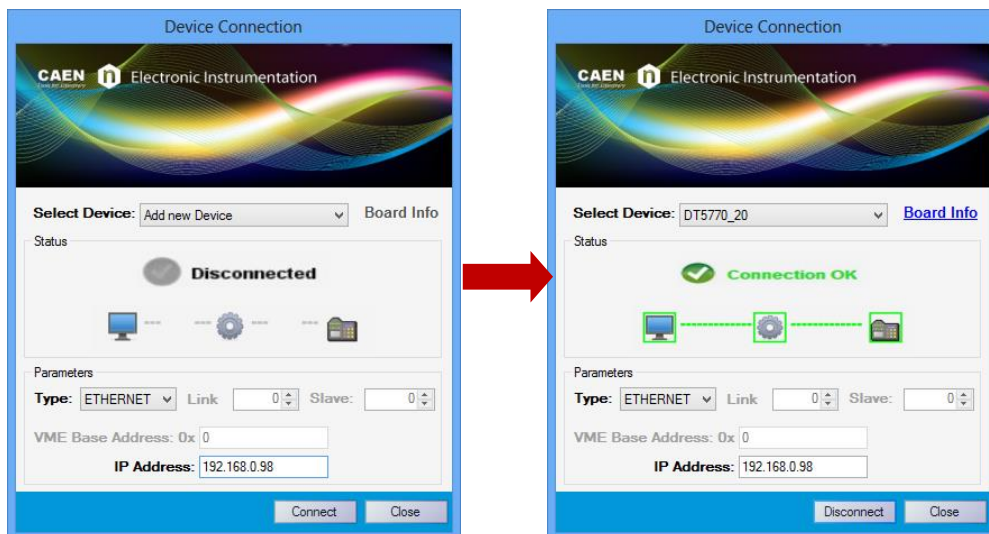 Device Connection
CAEN n Electronic Instrumentation
Select Device: Add new Device Board Info
Status
Disconnected
Parameters
Type: ETHERNET Link 0 Slave: 0
VME Base Address: 0x 0
IP Address: 192.168.0.98
Connect Close
Device Connection
CAEN n Electronic Instrumentation
Select Device: DT5770_20 Board Info
Status
Connection OK
Parameters
Type: ETHERNET Link 0 Slave: 0
VME Base Address: 0x 0
IP Address: 192.168.0.98
Disconnect Close